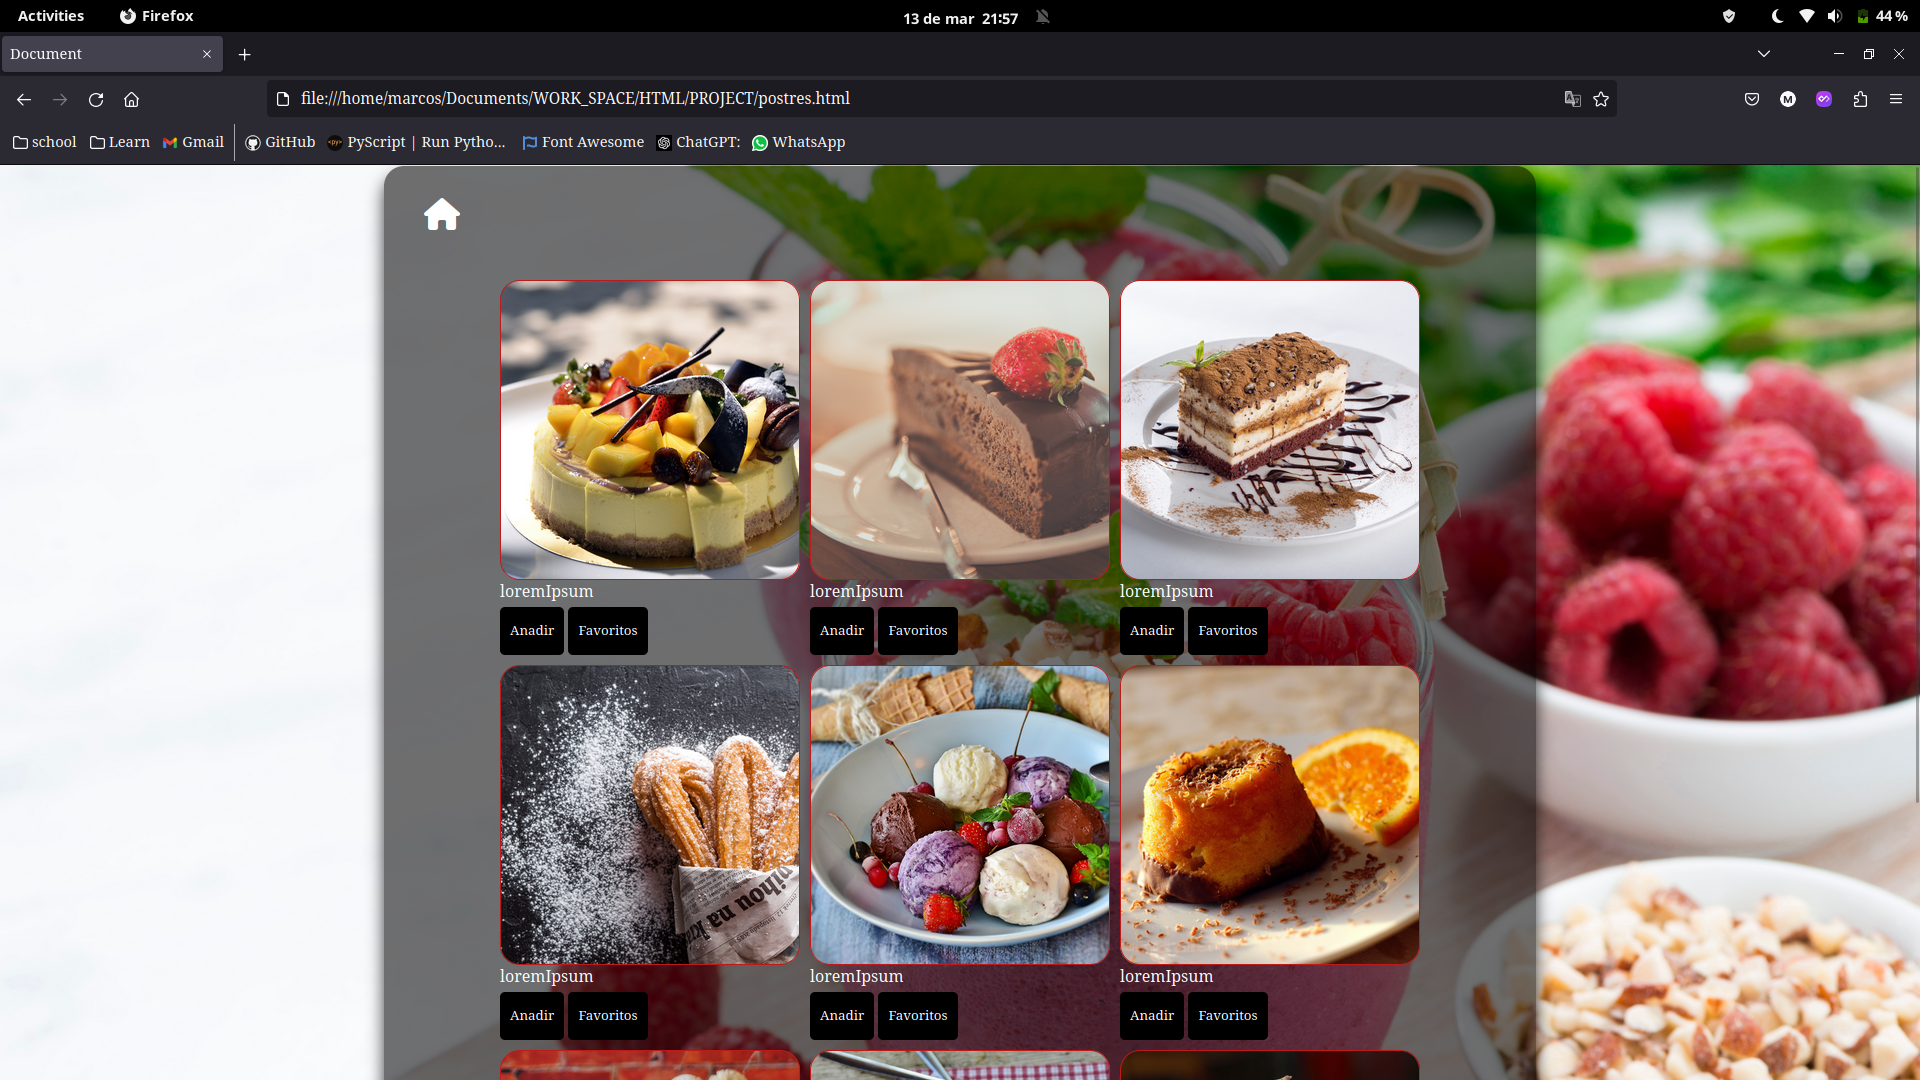 Activities
Firefox
13 de mar 21:57
44 %
Document
file:///home/marcos/Documents/WORK_SPACE/HTML/PROJECT/postres.html
M
school
Learn
Gmail
GitHub
PyScript | Run Pytho...
Font Awesome
ChatGPT:
WhatsApp
loremIpsum
loremIpsum
loremIpsum
Anadir
Favoritos
Anadir
Favoritos
Anadir
Favoritos
loremIpsum
loremIpsum
loremIpsum
Anadir
Favoritos
Anadir
Favoritos
Anadir
Favoritos